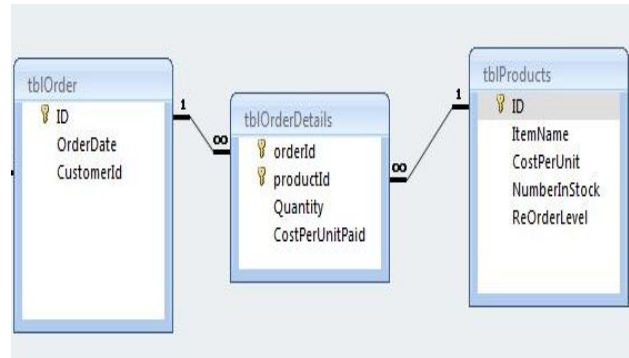 tblOrder
ID
OrderDate
CustomerId
1
∞
tblOrderDetails
orderId
productId
Quantity
CostPerUnitPaid
∞
1
tblProducts
ID
ItemName
CostPerUnit
NumberInStock
ReOrderLevel